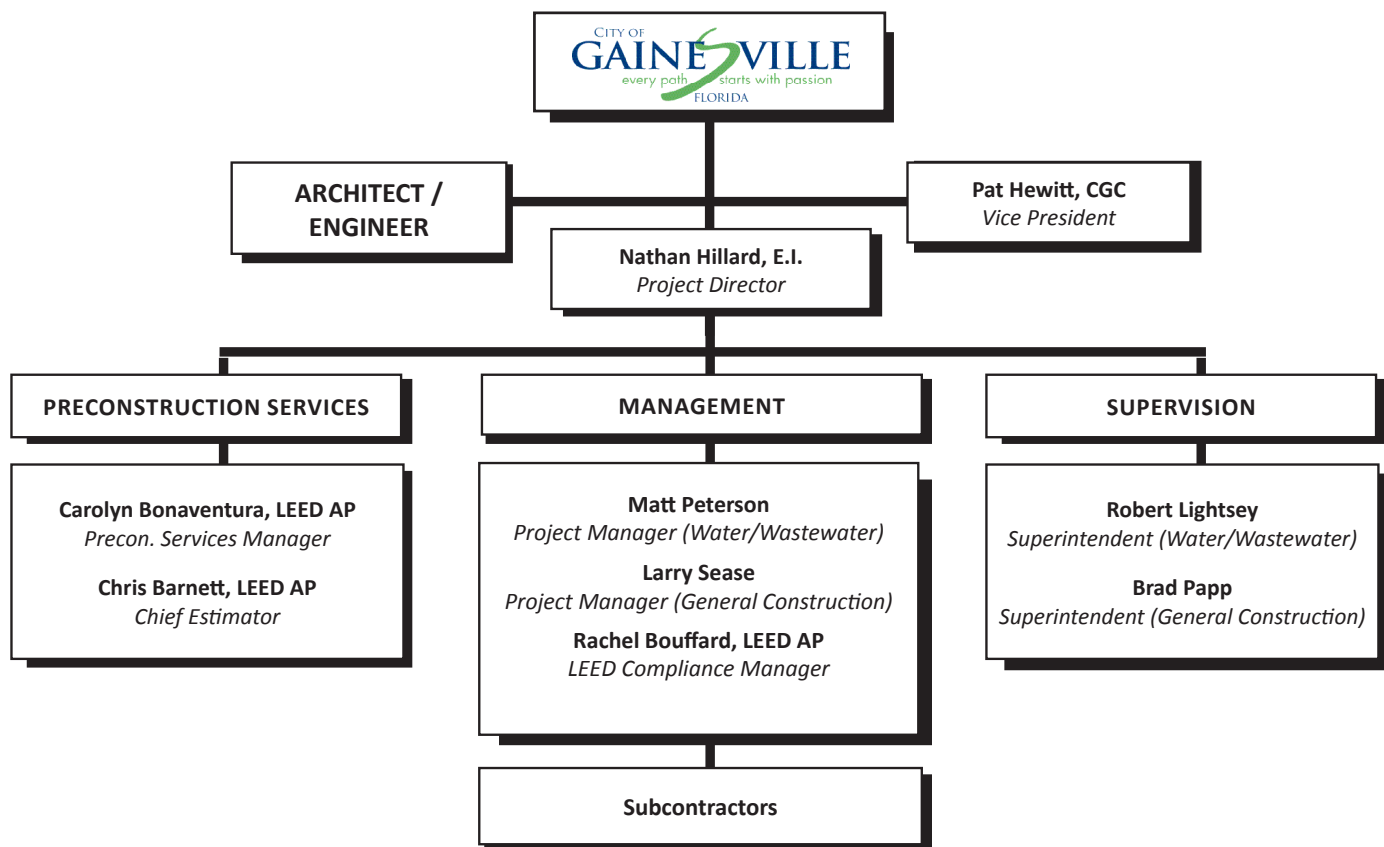 CITY OF
GAINESVILLE
every path starts with passion
FLORIDA
ARCHITECT /
ENGINEER
Pat Hewitt, CGC
Vice President
Nathan Hillard, E.I.
Project Director
PRECONSTRUCTION SERVICES
Carolyn Bonaventura, LEED AP
Precon. Services Manager
Chris Barnett, LEED AP
Chief Estimator
MANAGEMENT
Matt Peterson
Project Manager (Water/Wastewater)
Larry Sease
Project Manager (General Construction)
Rachel Bouffard, LEED AP
LEED Compliance Manager
Subcontractors
SUPERVISION
Robert Lightsey
Superintendent (Water/Wastewater)
Brad Papp
Superintendent (General Construction)